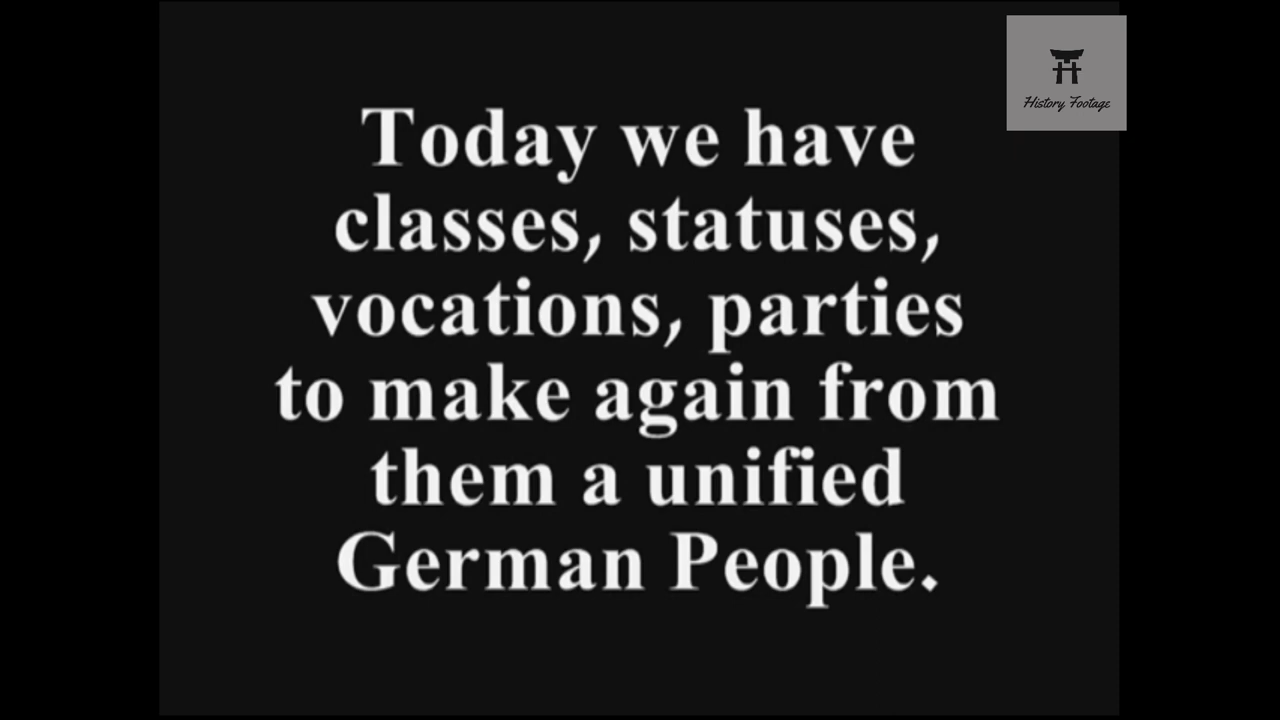 History Footage
Today we have
classes, statuses,
vocations, parties
to make again from
them a unified
German People.